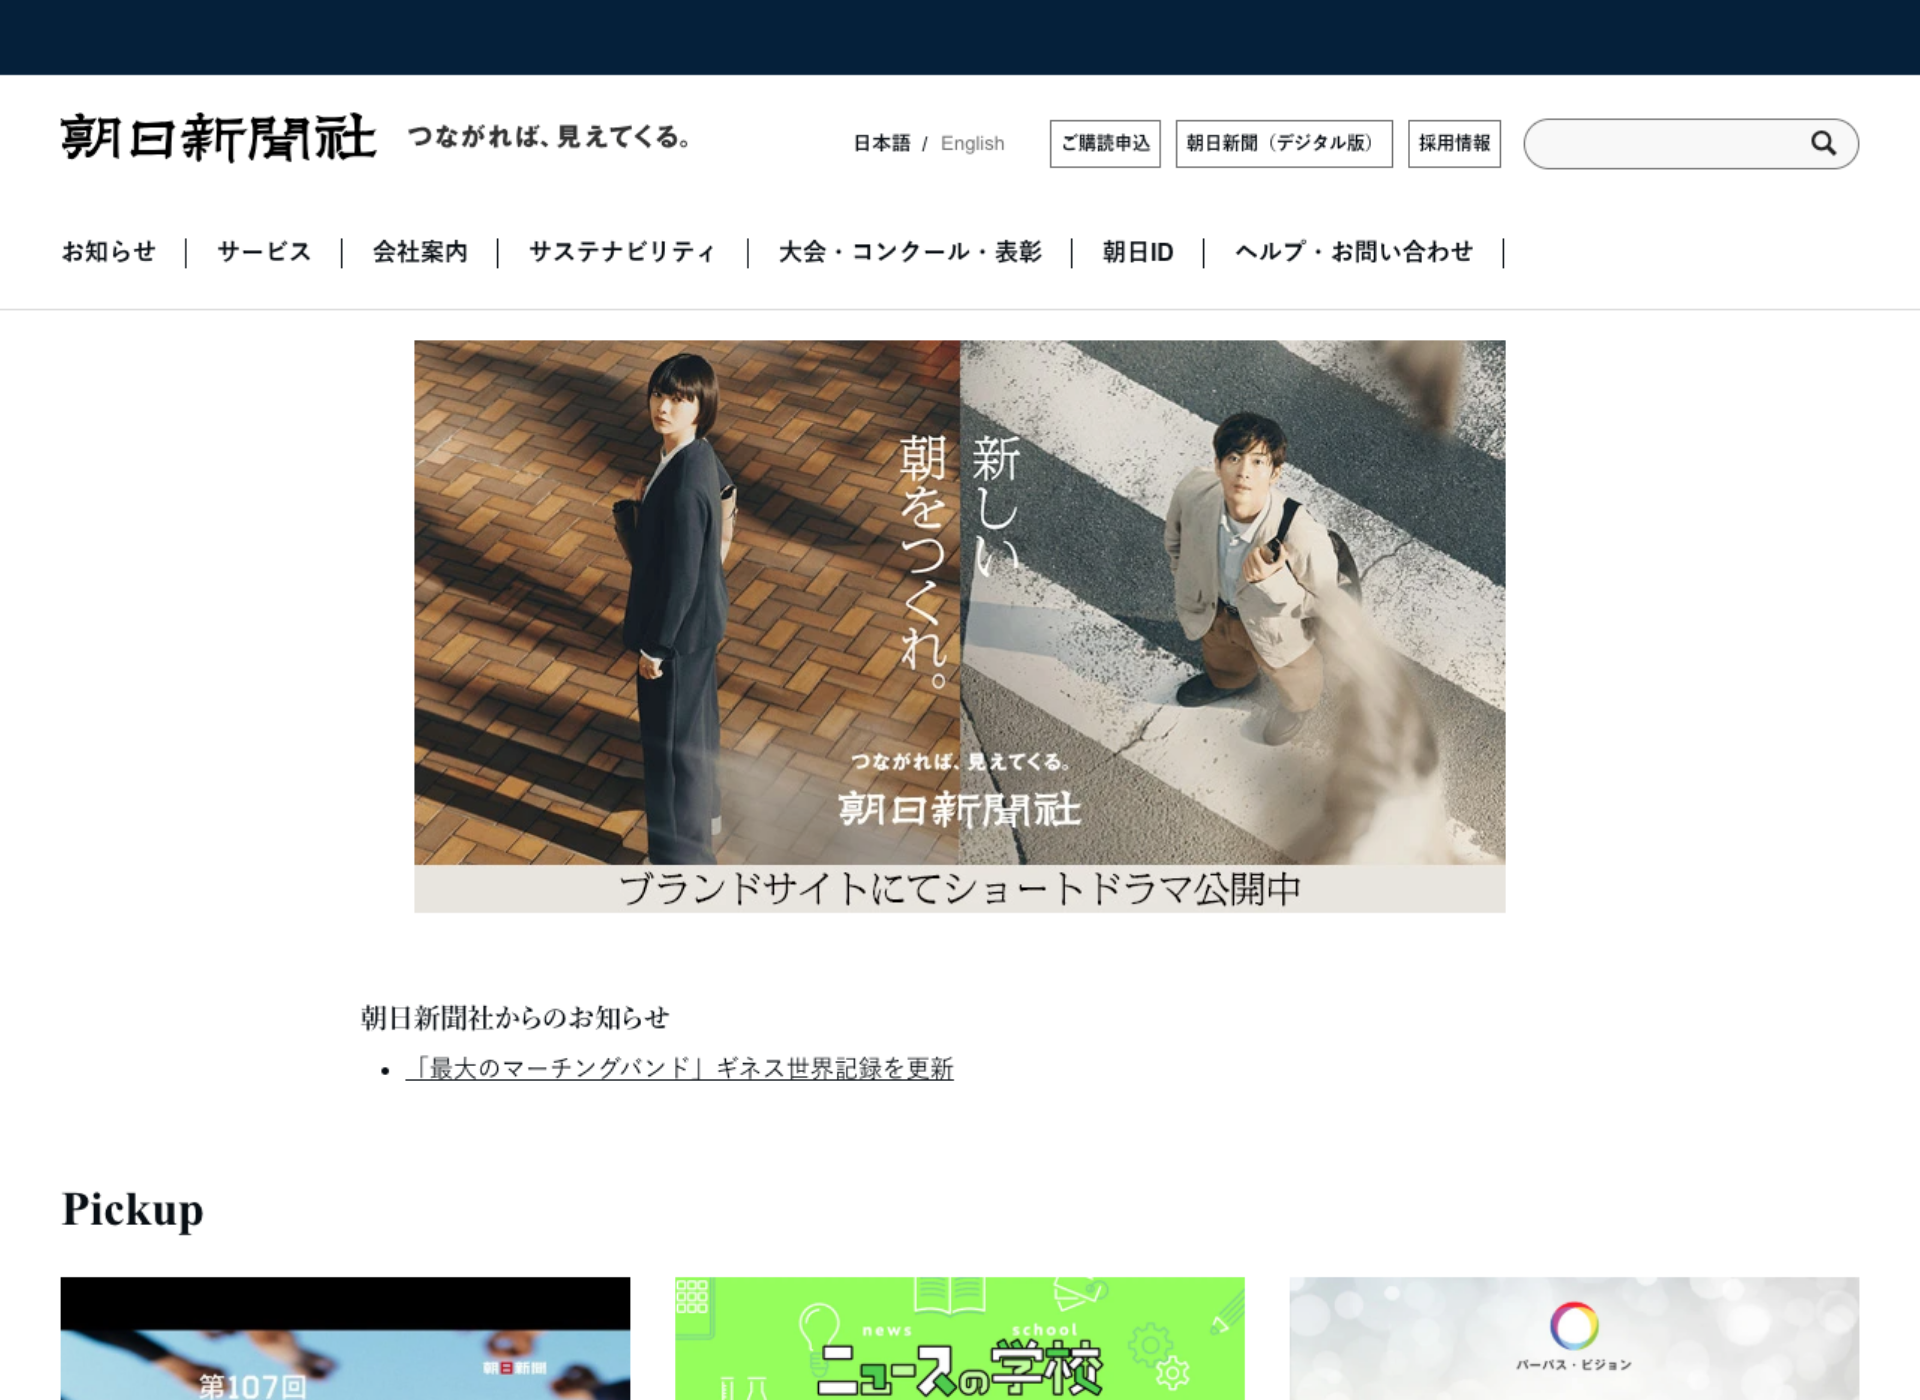 朝日新聞社 つながれば、見えてくる。
日本語 / English
ご購読申込
朝日新聞（デジタル版）
採用情報
お知らせ
サービス
会社案内
サステナビリティ
大会・コンクール・表彰
朝日ID
ヘルプ・お問い合わせ
新しい
朝をつくれ。
つながれば、見えてくる。
朝日新聞社
ブランドサイトにてショートドラマ公開中
朝日新聞社からのお知らせ
「最大のマーチングバンド」ギネス世界記録を更新
Pickup
朝日新聞
第107回
news school
ニュースの学校
パーパス・ビジョン